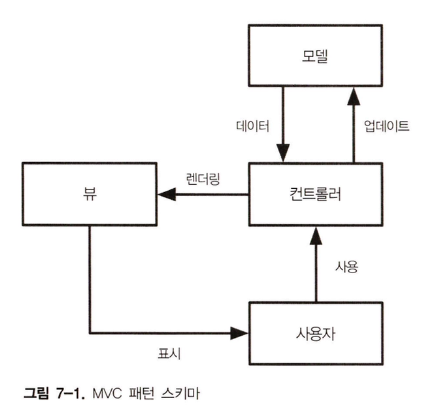 모델
데이터
업데이트
렌더링
뷰
컨트롤러
사용
사용자
표시
그림 7-1. MVC 패턴 스키마